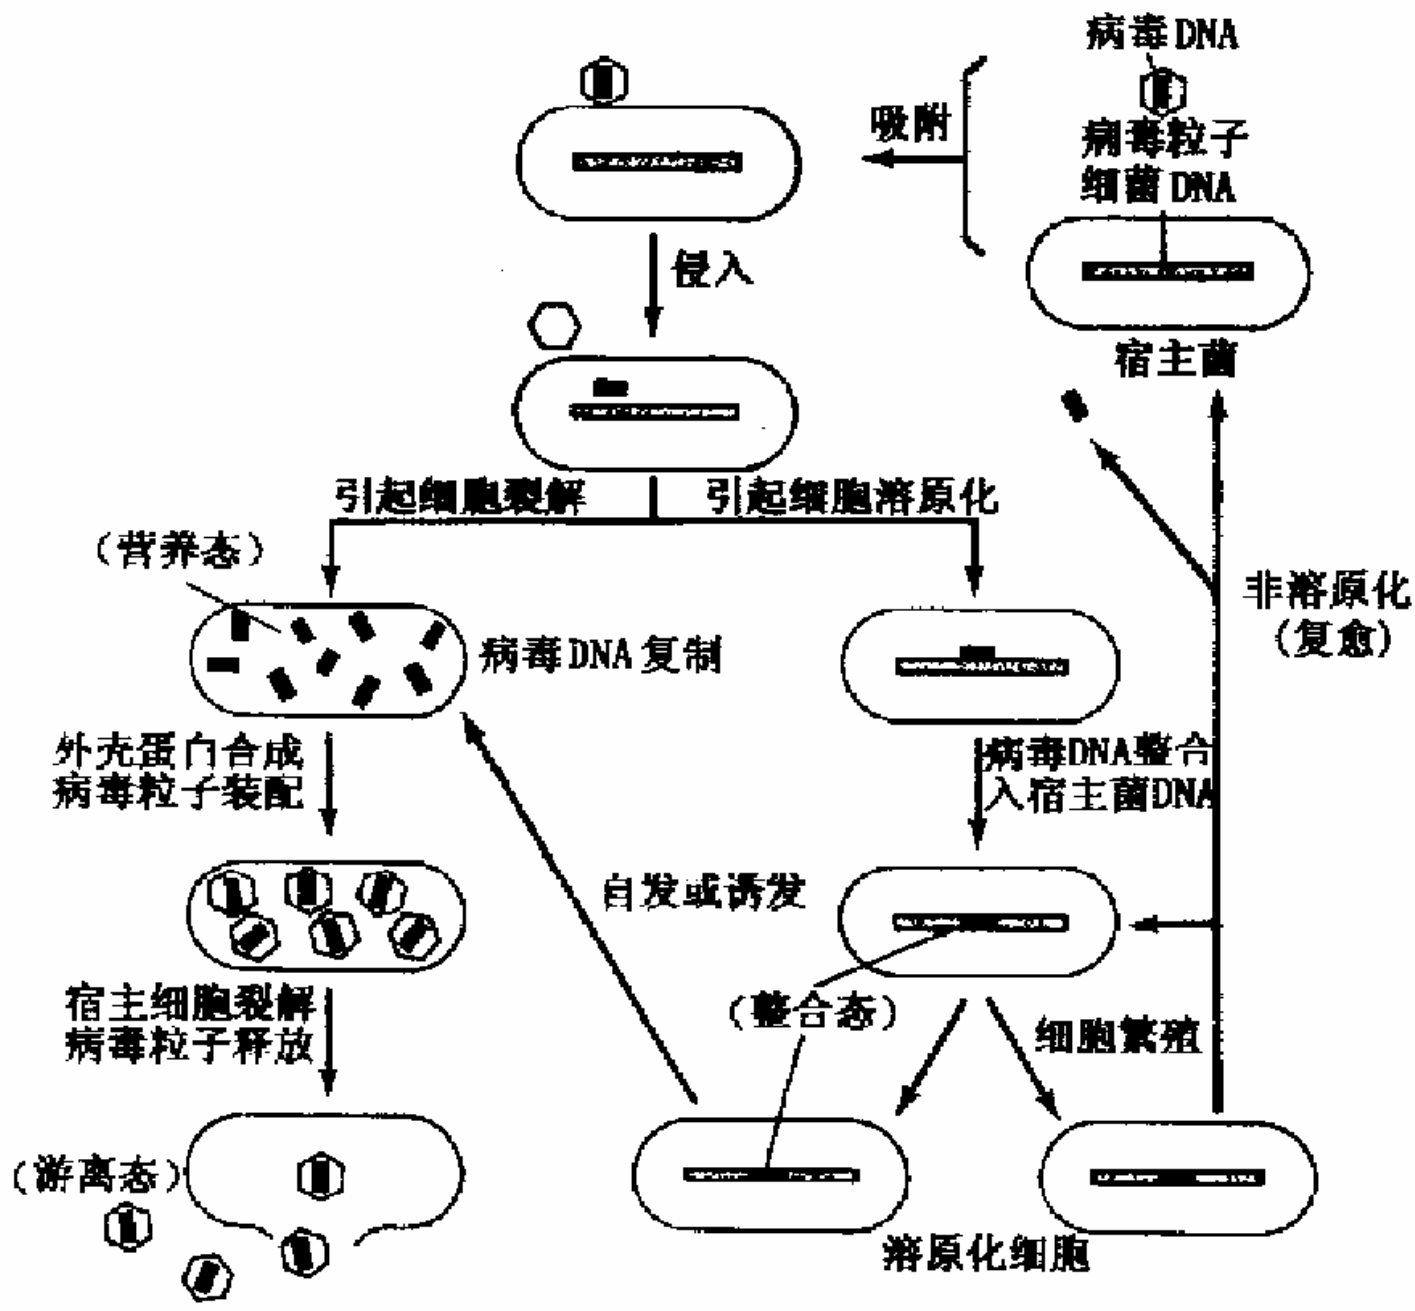 病毒DNA
吸附
病毒粒子
细菌DNA
侵入
宿主菌
引起细胞裂解
引起细胞溶原化
(营养态)
非溶原化
(复愈)
病毒DNA复制
外壳蛋白合成
病毒粒子装配
病毒DNA整合
入宿主菌DNA
自发或诱发
宿主细胞裂解
病毒粒子释放
(整合态)
细胞繁殖
(游离态)
溶原化细胞